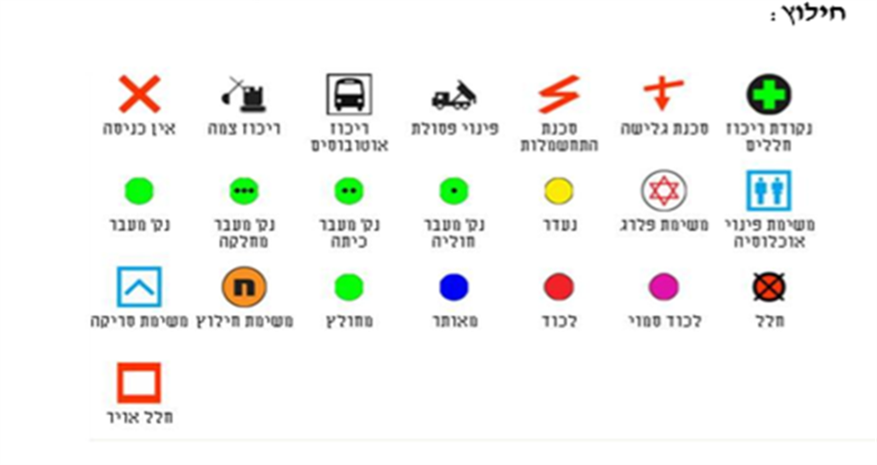 חילוץ:
נקודת ריכוז
חללים
סכנת גלישה
סכנת
התחשמלות
פינוי פסולת
ריכוז
אוטובוסים
ריכוז צמה
אין כניסה
משימת פינוי
אוכלוסיה
משימת פלרג
נעדר
נק' מעבר
חוליה
נק' מעבר
כיתה
נק' מעבר
מחלקה
נק' מעבר
חלל
לכוד סמוי
לכוד
מאותר
מחולץ
משימת חילוץ
ח
משימת סריקה
חלל אויר